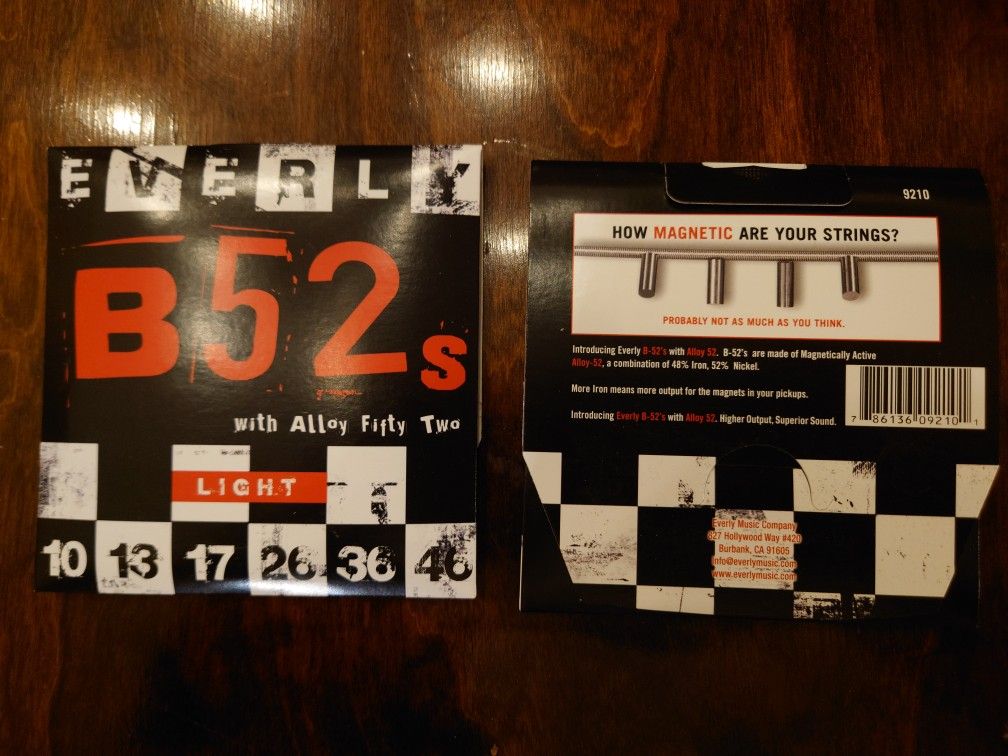 EVERLY
B52s
with Alloy Fifty Two
LIGHT
10 13 17 26 36 46
9210
HOW MAGNETIC ARE YOUR STRINGS?
PROBABLY NOT AS MUCH AS YOU THINK.
Introducing Everly B-52's with Alloy 52. B-52's are made of Magnetically Active
Alloy-52, a combination of 48% Iron, 52% Nickel.
More Iron means more output for the magnets in your pickups.
Introducing Everly B-52's with Alloy 52. Higher Output, Superior Sound.
7 86136 09210 1
Everly Music Company
827 Hollywood Way #420
Burbank, CA 91605
info@everlymusic.com
www.everlymusic.com